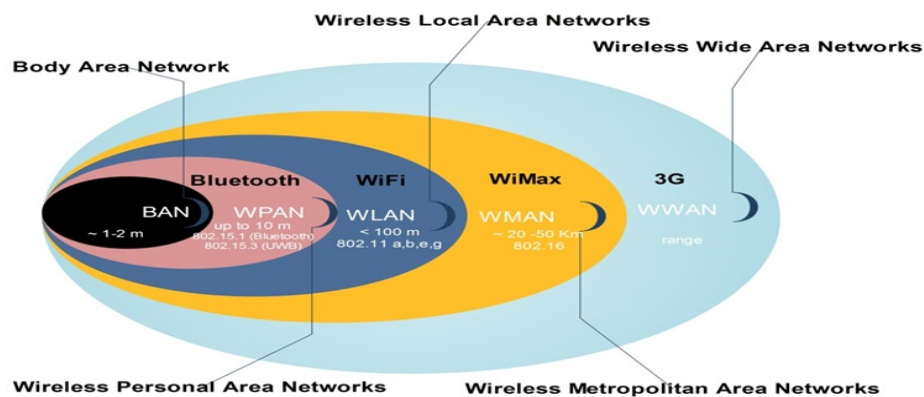 Wireless Local Area Networks
Wireless Wide Area Networks
Body Area Network
Bluetooth
WiFi
WiMax
3G
BAN
~ 1-2 m
WPAN
up to 10 m
802.15.1 (Bluetooth)
802.15.3 (UWB)
WLAN
< 100 m
802.11 a,b,e,g
WMAN
~ 20 -50 Km
802.16
WWAN
range
Wireless Personal Area Networks
Wireless Metropolitan Area Networks